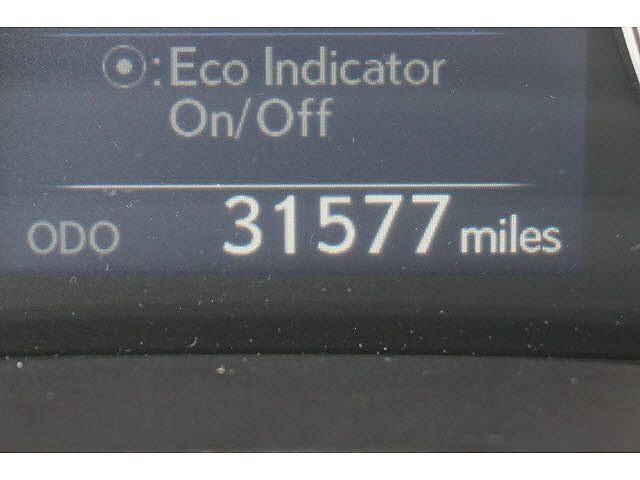 ⦿: Eco Indicator
On/Off
ODO 31577 miles